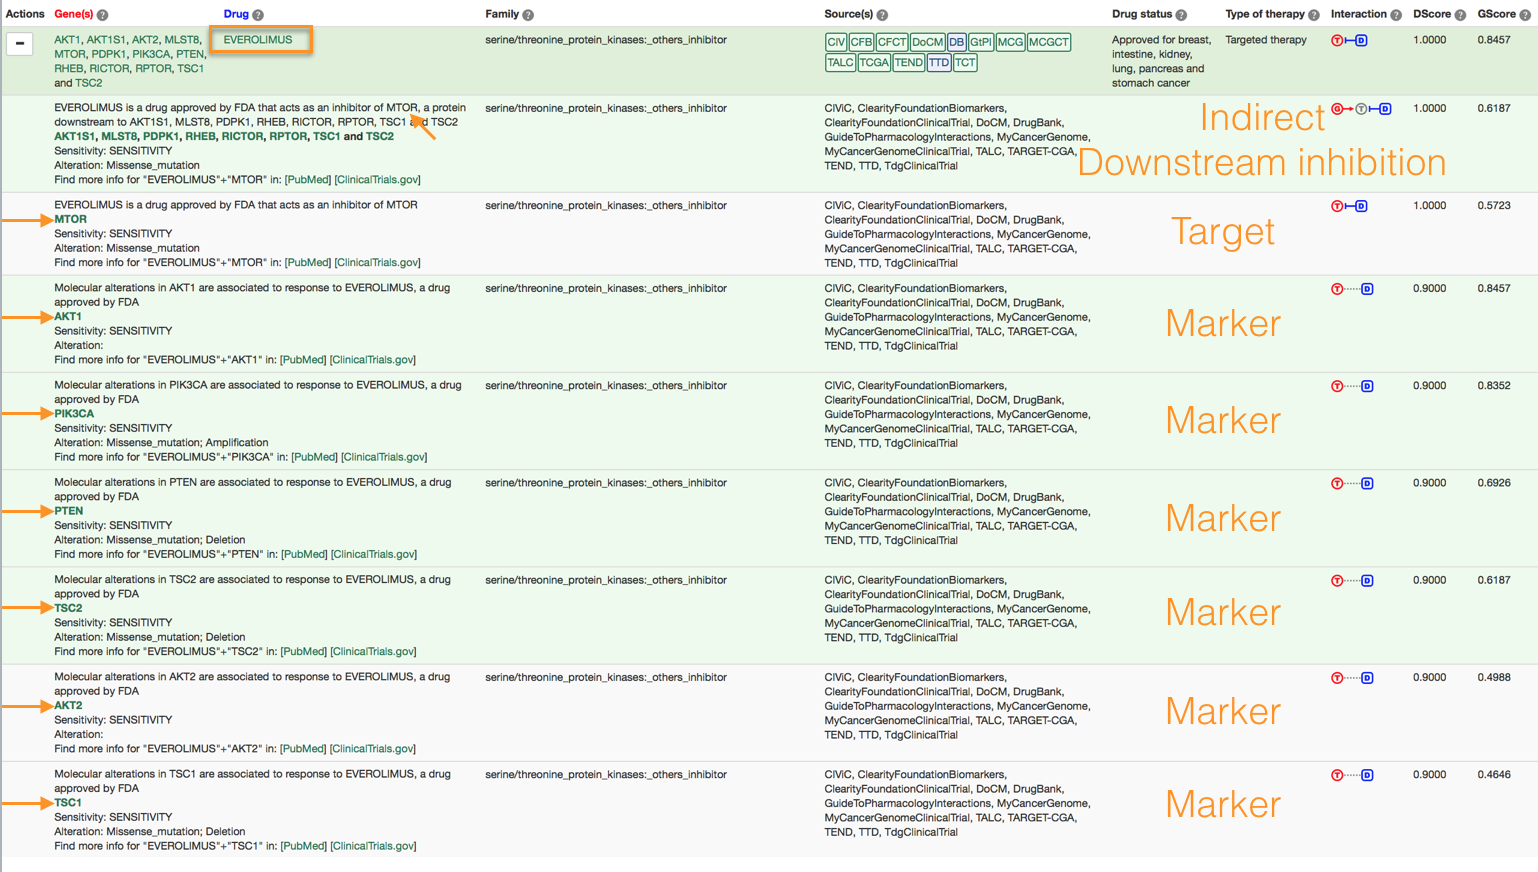 Actions Gene(s) ? Drug ? Family ? Source(s) ? Drug status ? Type of therapy ? Interaction ? DScore ? GScore ?
− AKT1, AKT1S1, AKT2, MLST8, EVEROLIMUS serine/threonine_protein_kinases:_others_inhibitor CIV CFB CFCT DoCM DB GtPI MCG MCGCT Approved for breast, Targeted therapy T D 1.0000 0.8457
MTOR, PDPK1, PIK3CA, PTEN, intestine, kidney,
RHEB, RICTOR, RPTOR, TSC1 TALC TCGA TEND TTD TCT lung, pancreas and
and TSC2 stomach cancer
EVEROLIMUS is a drug approved by FDA that acts as an inhibitor of MTOR, a protein serine/threonine_protein_kinases:_others_inhibitor CIViC, ClearityFoundationBiomarkers, G T D 1.0000 0.6187
downstream to AKT1S1, MLST8, PDPK1, RHEB, RICTOR, RPTOR, TSC1 and TSC2 ClearityFoundationClinicalTrial, DoCM, DrugBank, Indirect
AKT1S1, MLST8, PDPK1, RHEB, RICTOR, RPTOR, TSC1 and TSC2 GuideToPharmacologyInteractions, MyCancerGenome,
Sensitivity: SENSITIVITY MyCancerGenomeClinicalTrial, TALC, TARGET-CGA,
Alteration: Missense_mutation TEND, TTD, TdgClinicalTrial Downstream inhibition
Find more info for "EVEROLIMUS"+"MTOR" in: [PubMed] [ClinicalTrials.gov]
EVEROLIMUS is a drug approved by FDA that acts as an inhibitor of MTOR serine/threonine_protein_kinases:_others_inhibitor CIViC, ClearityFoundationBiomarkers, T D 1.0000 0.5723
MTOR ClearityFoundationClinicalTrial, DoCM, DrugBank,
Sensitivity: SENSITIVITY GuideToPharmacologyInteractions, MyCancerGenome, Target
Alteration: Missense_mutation MyCancerGenomeClinicalTrial, TALC, TARGET-CGA,
Find more info for "EVEROLIMUS"+"MTOR" in: [PubMed] [ClinicalTrials.gov] TEND, TTD, TdgClinicalTrial
Molecular alterations in AKT1 are associated to response to EVEROLIMUS, a drug serine/threonine_protein_kinases:_others_inhibitor CIViC, ClearityFoundationBiomarkers, T D 0.9000 0.8457
approved by FDA ClearityFoundationClinicalTrial, DoCM, DrugBank,
AKT1 GuideToPharmacologyInteractions, MyCancerGenome, Marker
Sensitivity: SENSITIVITY MyCancerGenomeClinicalTrial, TALC, TARGET-CGA,
Alteration: TEND, TTD, TdgClinicalTrial
Find more info for "EVEROLIMUS"+"AKT1" in: [PubMed] [ClinicalTrials.gov]
Molecular alterations in PIK3CA are associated to response to EVEROLIMUS, a drug serine/threonine_protein_kinases:_others_inhibitor CIViC, ClearityFoundationBiomarkers, T D 0.9000 0.8352
approved by FDA ClearityFoundationClinicalTrial, DoCM, DrugBank,
PIK3CA GuideToPharmacologyInteractions, MyCancerGenome, Marker
Sensitivity: SENSITIVITY MyCancerGenomeClinicalTrial, TALC, TARGET-CGA,
Alteration: Missense_mutation; Amplification TEND, TTD, TdgClinicalTrial
Find more info for "EVEROLIMUS"+"PIK3CA" in: [PubMed] [ClinicalTrials.gov]
Molecular alterations in PTEN are associated to response to EVEROLIMUS, a drug serine/threonine_protein_kinases:_others_inhibitor CIViC, ClearityFoundationBiomarkers, T D 0.9000 0.6926
approved by FDA ClearityFoundationClinicalTrial, DoCM, DrugBank,
PTEN GuideToPharmacologyInteractions, MyCancerGenome, Marker
Sensitivity: SENSITIVITY MyCancerGenomeClinicalTrial, TALC, TARGET-CGA,
Alteration: Missense_mutation; Deletion TEND, TTD, TdgClinicalTrial
Find more info for "EVEROLIMUS"+"PTEN" in: [PubMed] [ClinicalTrials.gov]
Molecular alterations in TSC2 are associated to response to EVEROLIMUS, a drug serine/threonine_protein_kinases:_others_inhibitor CIViC, ClearityFoundationBiomarkers, T D 0.9000 0.6187
approved by FDA ClearityFoundationClinicalTrial, DoCM, DrugBank,
TSC2 GuideToPharmacologyInteractions, MyCancerGenome, Marker
Sensitivity: SENSITIVITY MyCancerGenomeClinicalTrial, TALC, TARGET-CGA,
Alteration: Missense_mutation; Deletion TEND, TTD, TdgClinicalTrial
Find more info for "EVEROLIMUS"+"TSC2" in: [PubMed] [ClinicalTrials.gov]
Molecular alterations in AKT2 are associated to response to EVEROLIMUS, a drug serine/threonine_protein_kinases:_others_inhibitor CIViC, ClearityFoundationBiomarkers, T D 0.9000 0.4988
approved by FDA ClearityFoundationClinicalTrial, DoCM, DrugBank,
AKT2 GuideToPharmacologyInteractions, MyCancerGenome, Marker
Sensitivity: SENSITIVITY MyCancerGenomeClinicalTrial, TALC, TARGET-CGA,
Alteration: TEND, TTD, TdgClinicalTrial
Find more info for "EVEROLIMUS"+"AKT2" in: [PubMed] [ClinicalTrials.gov]
Molecular alterations in TSC1 are associated to response to EVEROLIMUS, a drug serine/threonine_protein_kinases:_others_inhibitor CIViC, ClearityFoundationBiomarkers, T D 0.9000 0.4646
approved by FDA ClearityFoundationClinicalTrial, DoCM, DrugBank,
TSC1 GuideToPharmacologyInteractions, MyCancerGenome, Marker
Sensitivity: SENSITIVITY MyCancerGenomeClinicalTrial, TALC, TARGET-CGA,
Alteration: Missense_mutation; Deletion TEND, TTD, TdgClinicalTrial
Find more info for "EVEROLIMUS"+"TSC1" in: [PubMed] [ClinicalTrials.gov]